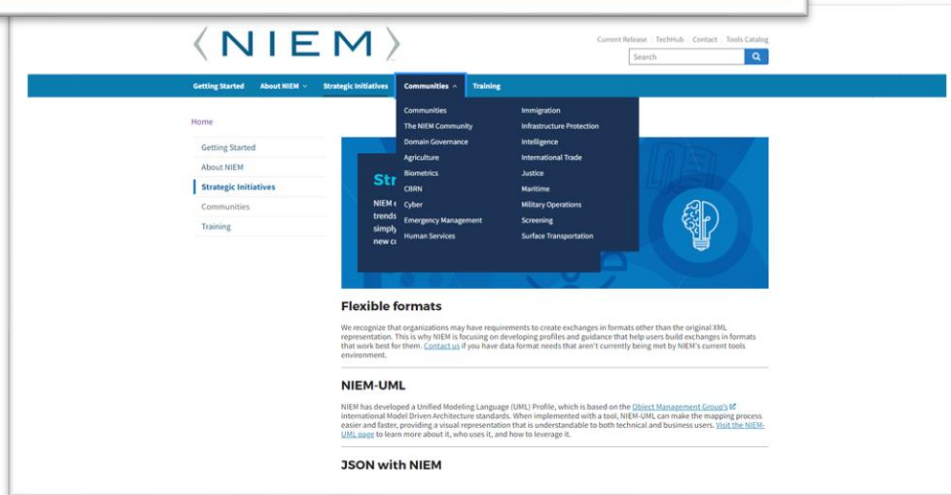 NIEM
Current Release TechHub Contact Tools Catalog
Search
Getting Started About NIEM Strategic Initiatives Communities Training
Communities
The NIEM Community
Domain Governance
Agriculture
Biometrics
CBRN
Cyber
Emergency Management
Human Services
Immigration
Infrastructure Protection
Intelligence
International Trade
Justice
Maritime
Military Operations
Screening
Surface Transportation
Home
Getting Started
About NIEM
Strategic Initiatives
Communities
Training
Str
NIEM
trends
simply
new
Flexible formats
We recognize that organizations may have requirements to create exchanges in formats other than the original XML
representation. This is why NIEM is focusing on developing profiles and guidance that help users build exchanges in formats
that work best for them. Contact us if you have data format needs that aren't currently being met by NIEM's current tools
environment.
NIEM-UML
NIEM has developed a Unified Modeling Language (UML) Profile, which is based on the Object Management Group's
international Model Driven Architecture standards. When implemented with a tool, NIEM-UML can make the mapping process
easier and faster, providing a visual representation that is understandable to both technical and business users. Visit the NIEM-
UML page to learn more about it, who uses it, and how to leverage it.
JSON with NIEM